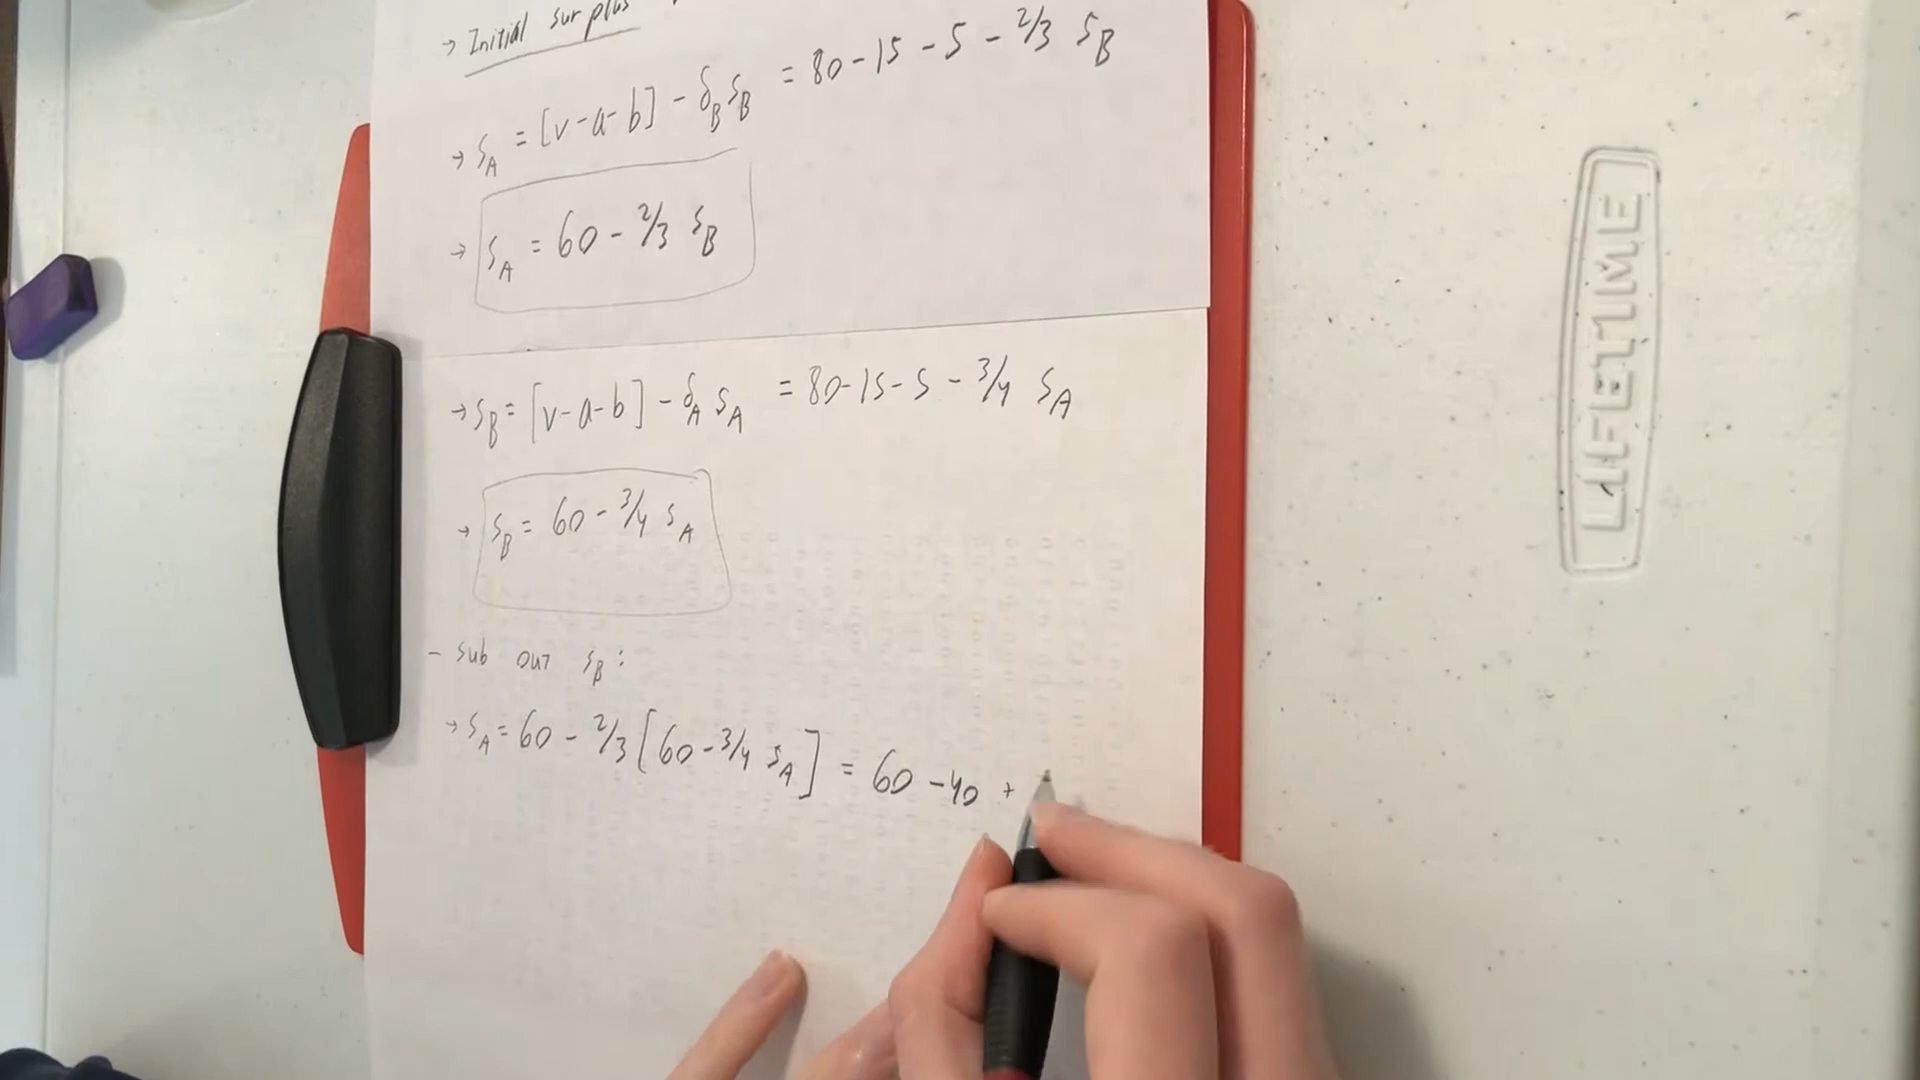 → Initial surplus
→ s_A = [v-a-b] - δ_B s_B = 80-15-5-2/3 s_B
→ s_A = 60 - 2/3 s_B
→ s_B = [v-a-b] - δ_A s_A = 80-15-5-3/4 s_A
→ s_B = 60 - 3/4 s_A
- sub out s_B:
→ s_A = 60 - 2/3 [60 - 3/4 s_A] = 60 - 40 +
LIFETIME